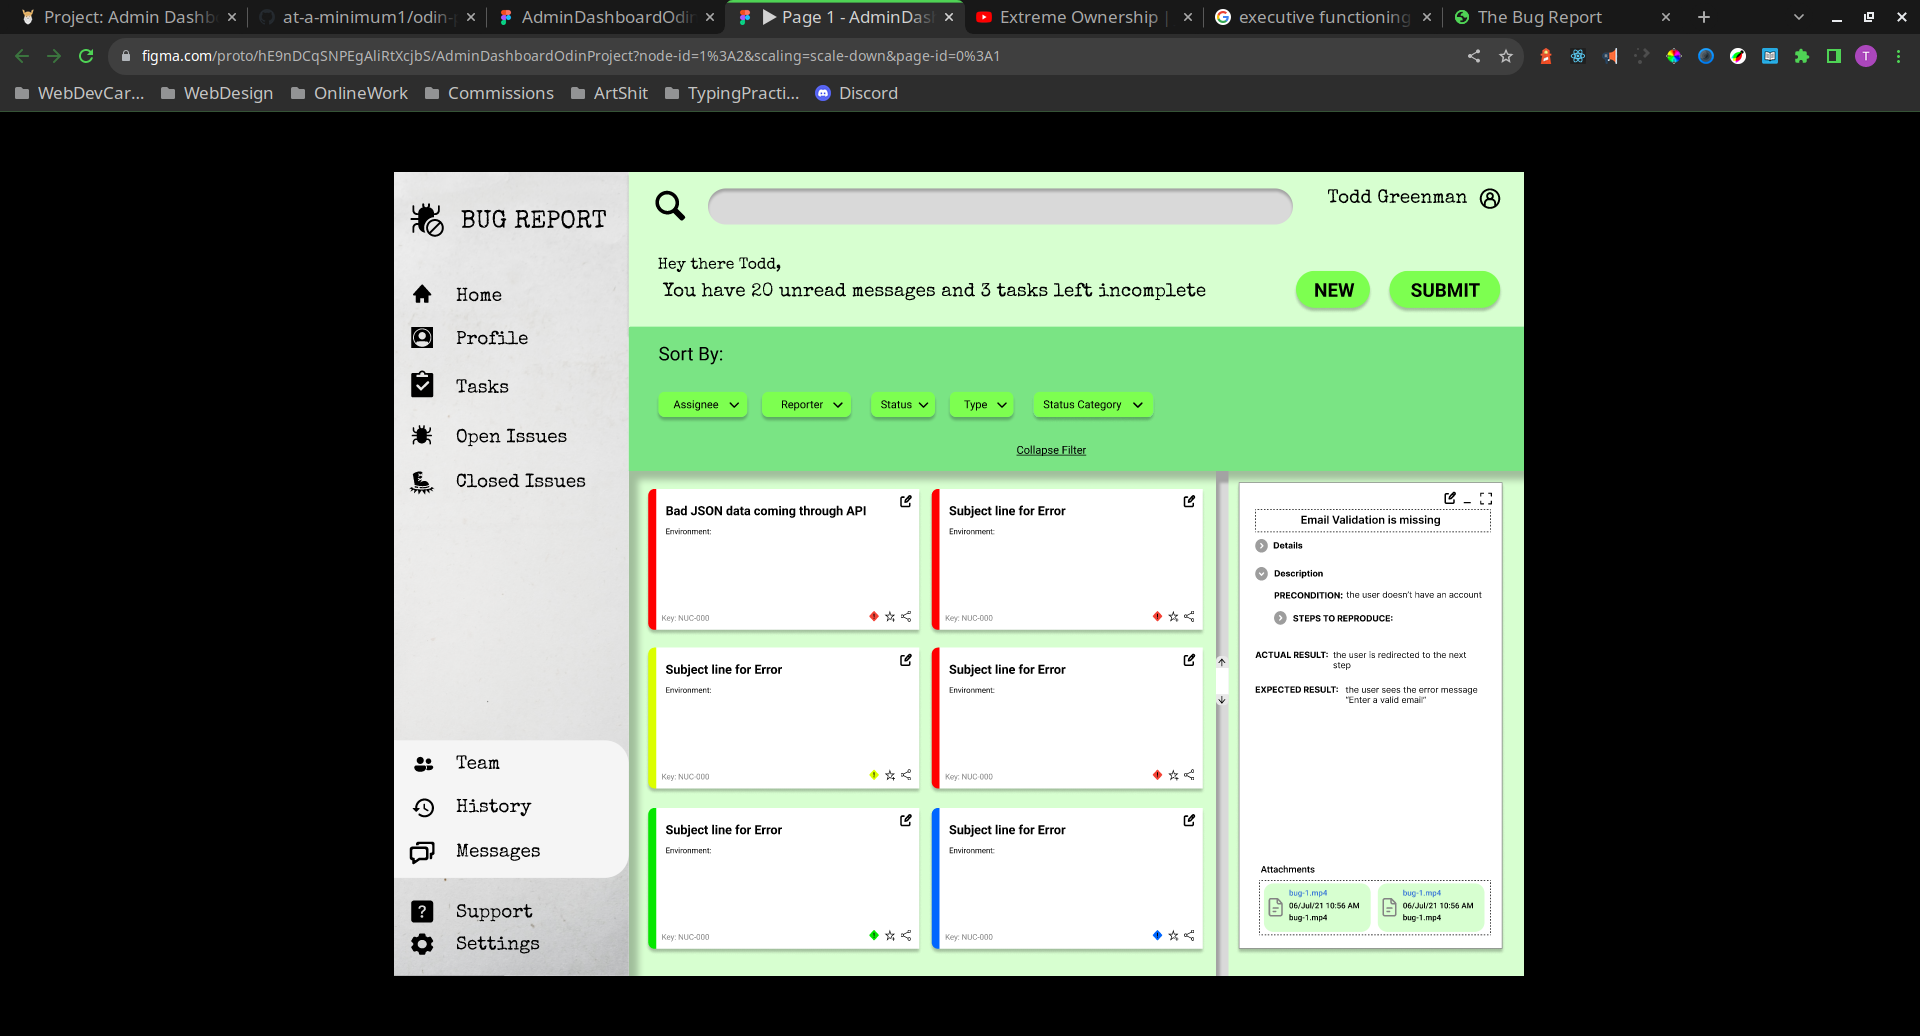 Project: Admin Dashb
at-a-minimum1/odin-p
AdminDashboardOdin
Page 1 - AdminDas
Extreme Ownership |
executive functioning
The Bug Report
figma.com/proto/hE9nDCqSNPEgAliRtXcjbS/AdminDashboardOdinProject?node-id=1%3A2&scaling=scale-down&page-id=0%3A1
T
WebDevCar...
WebDesign
OnlineWork
Commissions
ArtShit
TypingPracti...
Discord
BUG REPORT
Home
Profile
Tasks
Open Issues
Closed Issues
Team
History
Messages
Support
Settings
Todd Greenman
Hey there Todd,
You have 20 unread messages and 3 tasks left incomplete
NEW
SUBMIT
Sort By:
Assignee
Reporter
Status
Type
Status Category
Collapse Filter
Bad JSON data coming through API
Environment:
Key: NUC-000
Subject line for Error
Environment:
Key: NUC-000
Subject line for Error
Environment:
Key: NUC-000
Subject line for Error
Environment:
Key: NUC-000
Subject line for Error
Environment:
Key: NUC-000
Subject line for Error
Environment:
Key: NUC-000
Email Validation is missing
Details
Description
PRECONDITION: the user doesn't have an account
STEPS TO REPRODUCE:
ACTUAL RESULT: the user is redirected to the next
step
EXPECTED RESULT: the user sees the error message
"Enter a valid email"
Attachments
bug-1.mp4
06/Jul/21 10:56 AM
bug-1.mp4
bug-1.mp4
06/Jul/21 10:56 AM
bug-1.mp4